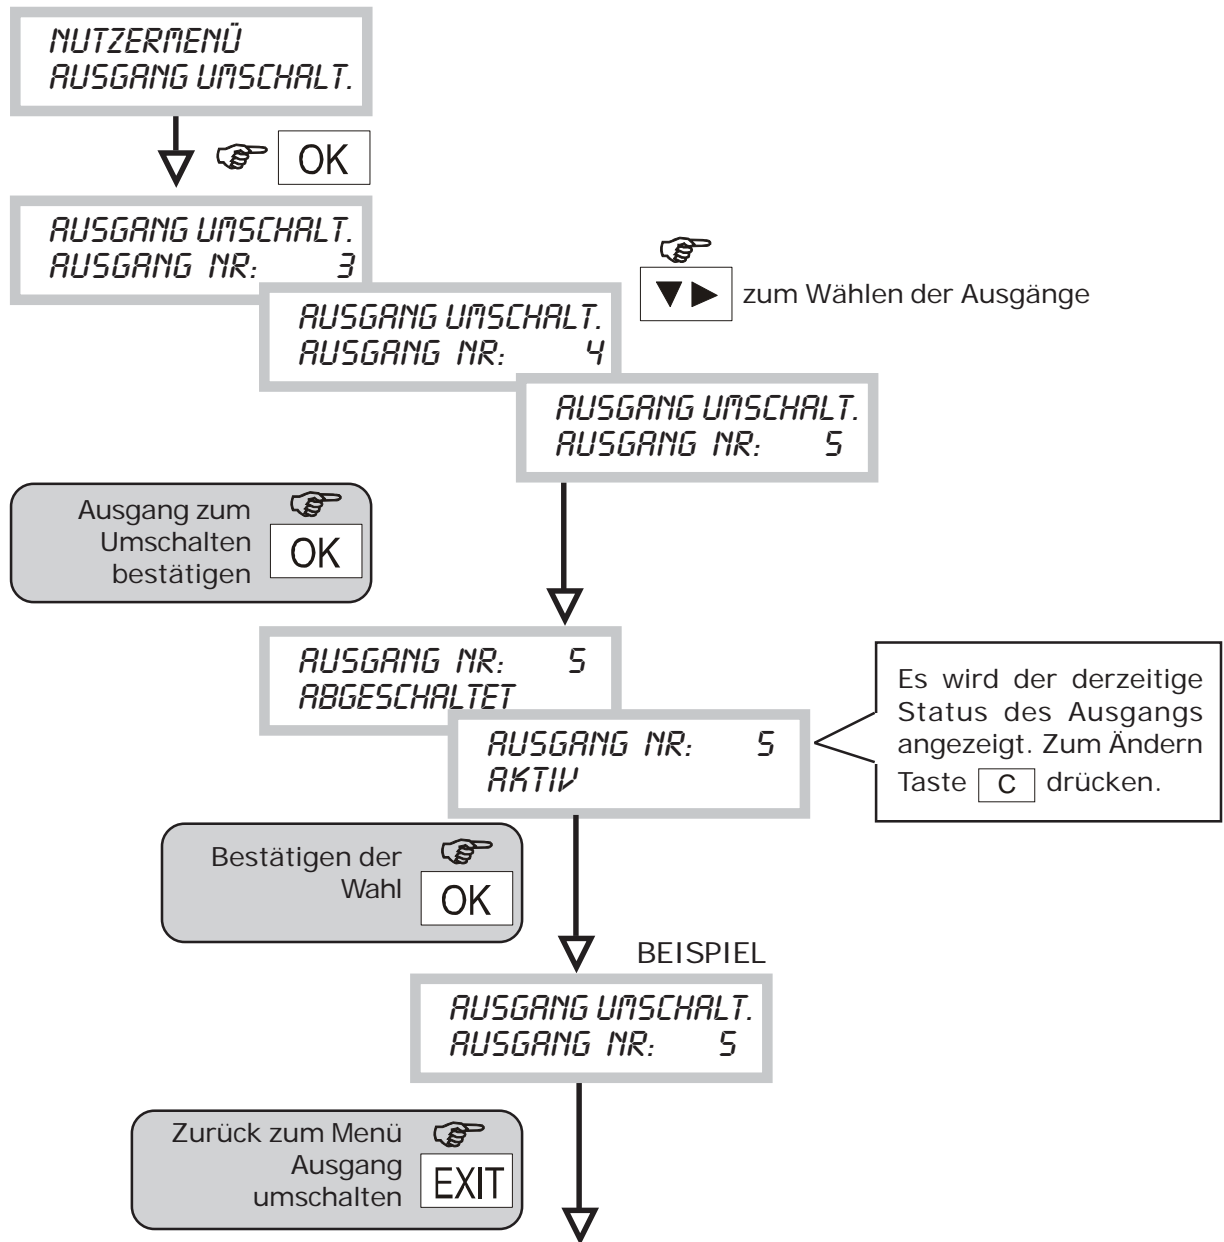 NUTZERMENÜ
AUSGANG UMSCHALT.
OK
AUSGANG UMSCHALT.
AUSGANG NR: 3
▼► zum Wählen der Ausgänge
AUSGANG UMSCHALT.
AUSGANG NR: 4
AUSGANG UMSCHALT.
AUSGANG NR: 5
Ausgang zum
Umschalten
bestätigen
OK
AUSGANG NR: 5
ABGESCHALTET
AUSGANG NR: 5
AKTIV
Es wird der derzeitige
Status des Ausgangs
angezeigt. Zum Ändern
Taste C drücken.
Bestätigen der
Wahl
OK
BEISPIEL
AUSGANG UMSCHALT.
AUSGANG NR: 5
Zurück zum Menü
Ausgang
umschalten
EXIT